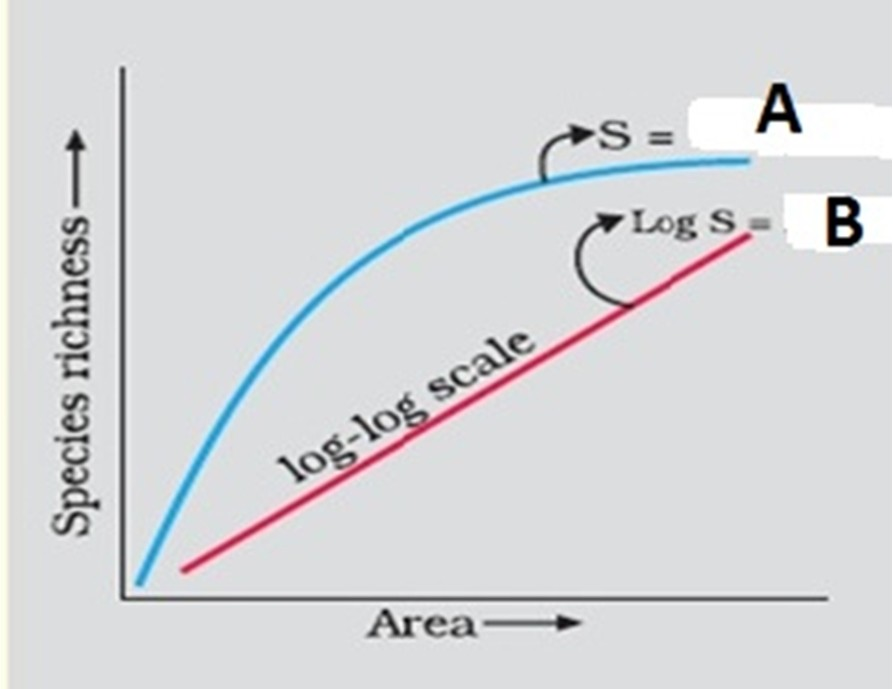 A
S =
Log S =
B
log-log scale
Species richness
Area